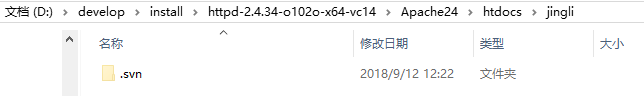 文档 (D:) > develop > install > httpd-2.4.34-o102o-x64-vc14 > Apache24 > htdocs > jingli
名称 修改日期 类型 大小
.svn 2018/9/12 12:22 文件夹